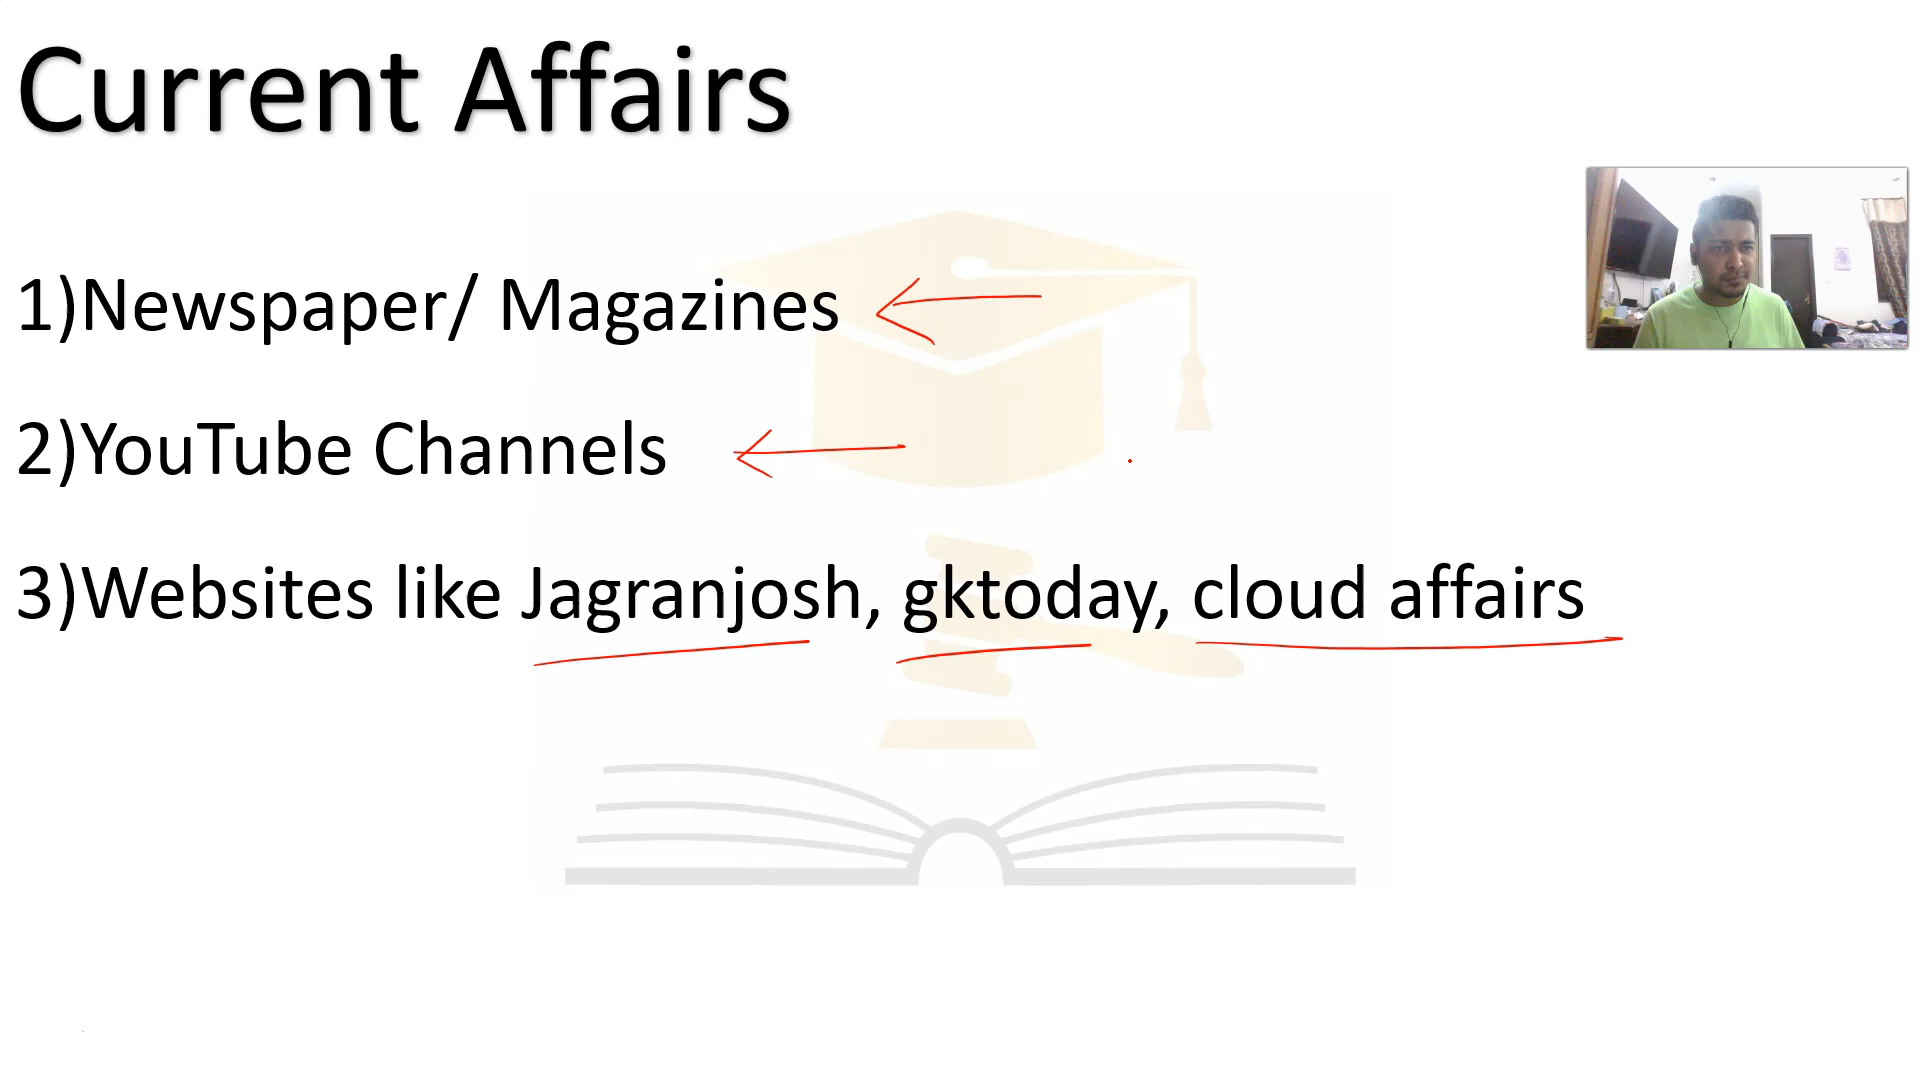 Current Affairs
1)Newspaper/ Magazines
2)YouTube Channels
3)Websites like Jagranjosh, gktoday, cloud affairs